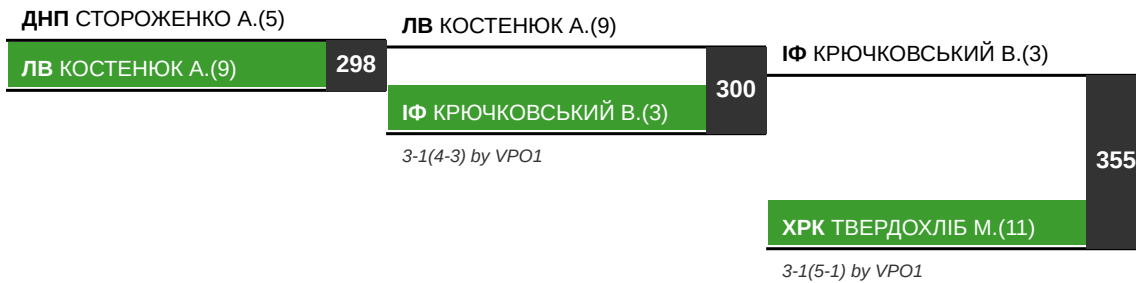 ДНП СТОРОЖЕНКО А.(5)
ЛВ КОСТЕНЮК А.(9)
298
ЛВ КОСТЕНЮК А.(9)
ІФ КРЮЧКОВСЬКИЙ В.(3)
300
3-1(4-3) by VPO1
ІФ КРЮЧКОВСЬКИЙ В.(3)
355
ХРК ТВЕРДОХЛІБ М.(11)
3-1(5-1) by VPO1